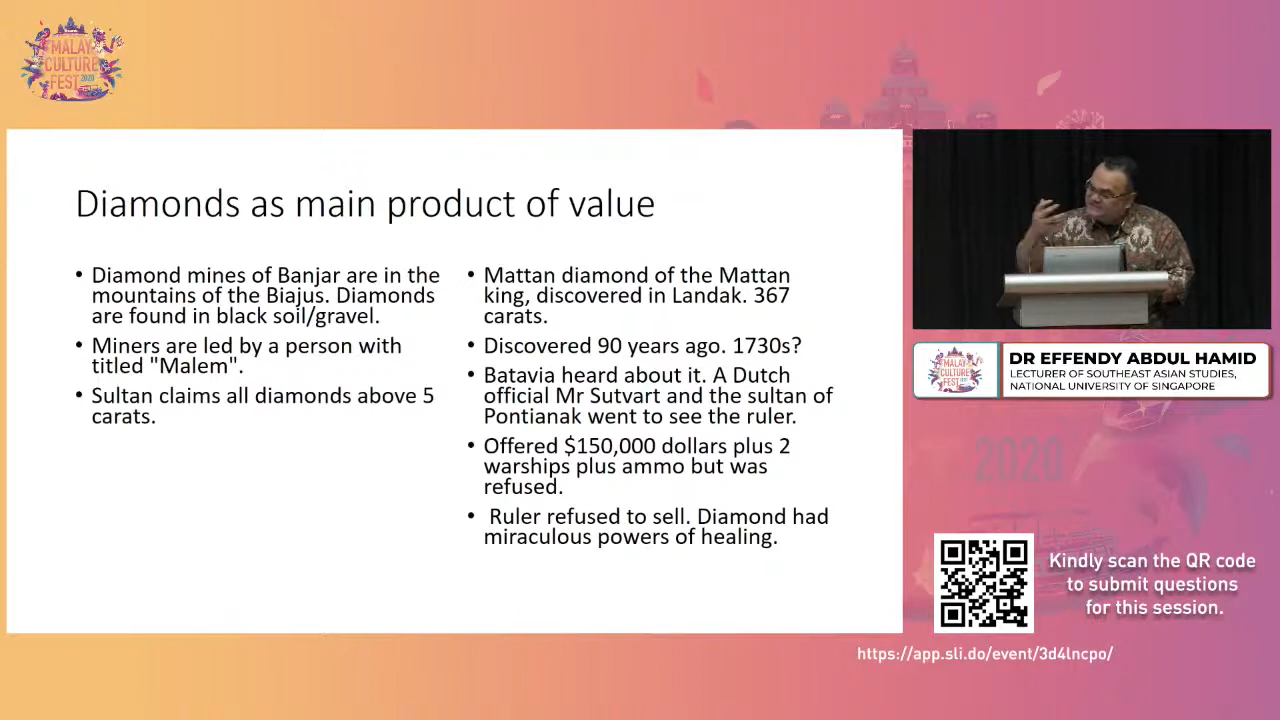 MALAY
CULTURE
FEST 2020
Diamonds as main product of value
• Diamond mines of Banjar are in the
mountains of the Biajus. Diamonds
are found in black soil/gravel.
• Miners are led by a person with
titled "Malem".
• Sultan claims all diamonds above 5
carats.
• Mattan diamond of the Mattan
king, discovered in Landak. 367
carats.
• Discovered 90 years ago. 1730s?
• Batavia heard about it. A Dutch
official Mr Sutvart and the sultan of
Pontianak went to see the ruler.
• Offered $150,000 dollars plus 2
warships plus ammo but was
refused.
• Ruler refused to sell. Diamond had
miraculous powers of healing.
MALAY
CULTURE
FEST
DR EFFENDY ABDUL HAMID
LECTURER OF SOUTHEAST ASIAN STUDIES,
NATIONAL UNIVERSITY OF SINGAPORE
2020
Kindly scan the QR code
to submit questions
for this session.
https://app.sli.do/event/3d4lncpo/